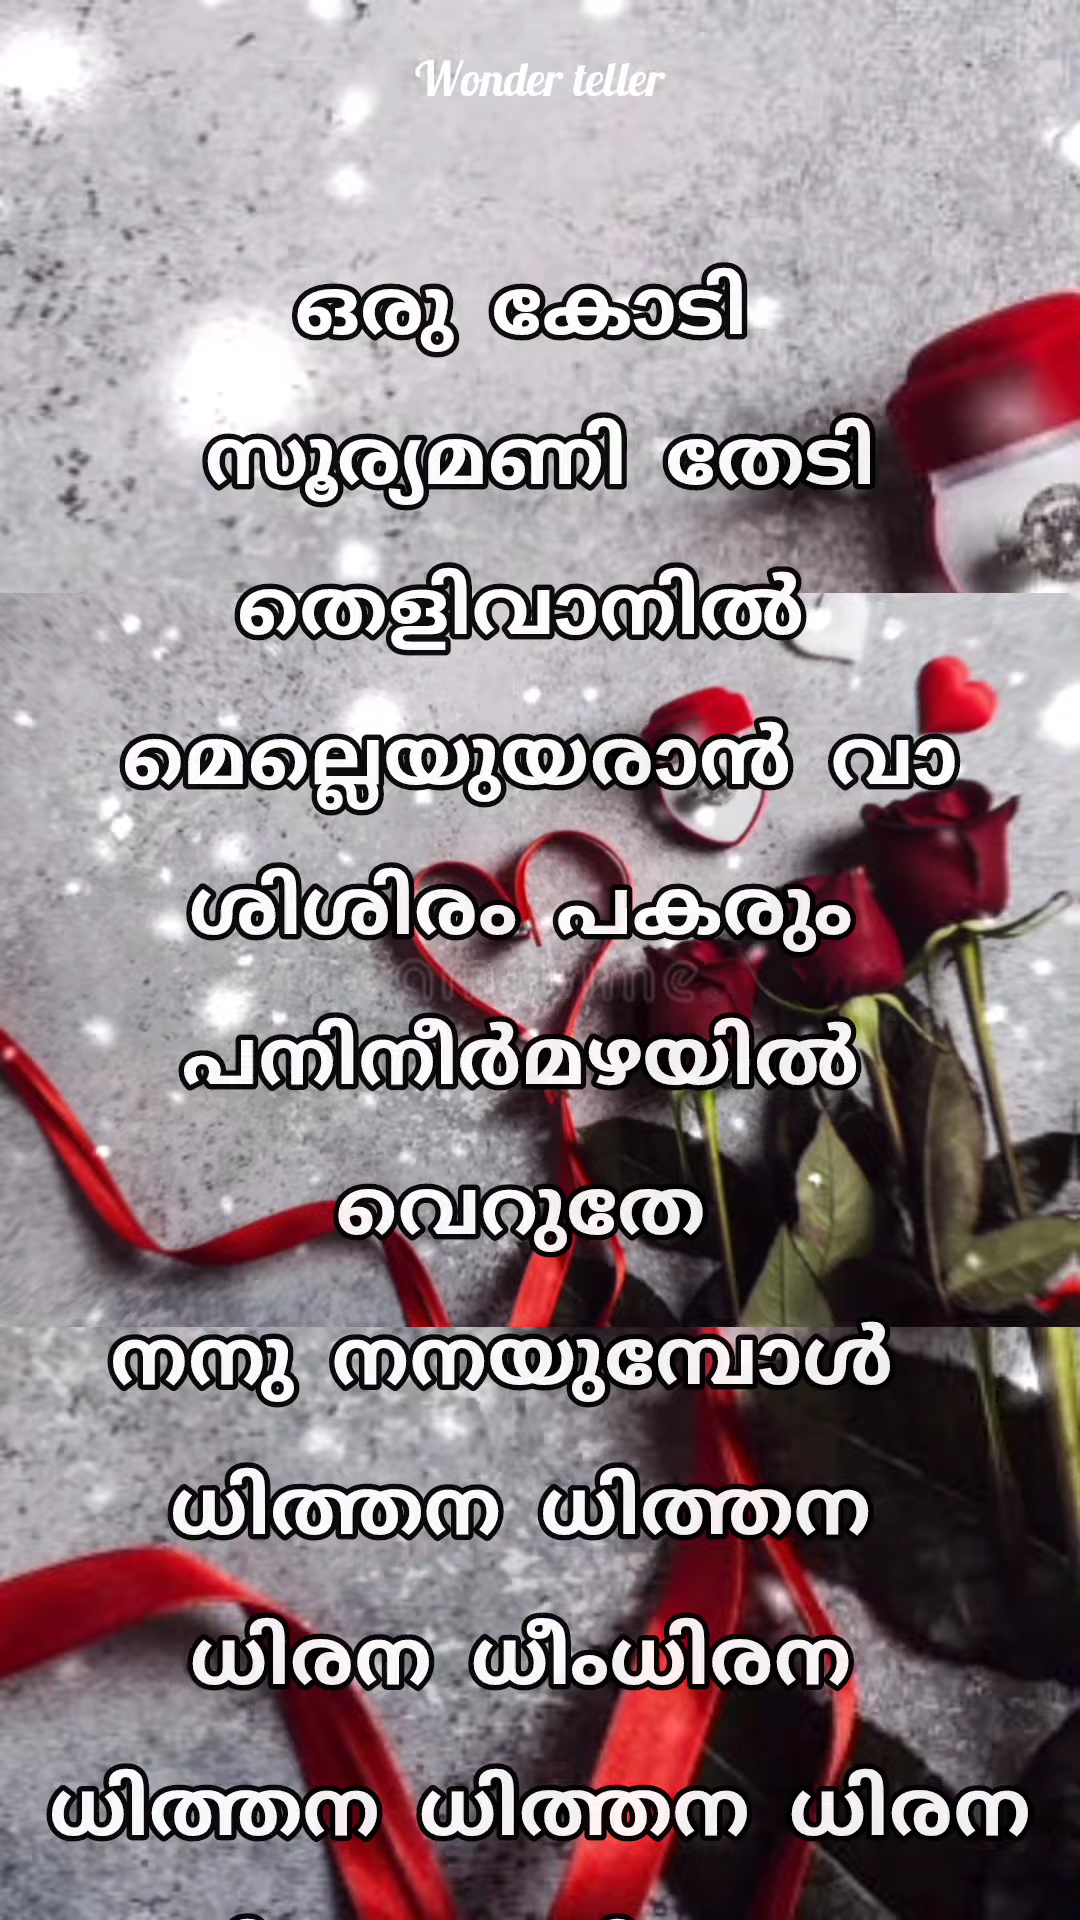 Wonder teller
ഒരു കോടി
സൂര്യമണി തേടി
തെളിവാനിൽ
മെല്ലെയുയരാൻ വാ
ശിശിരം പകരും
പനിനീർമഴയിൽ
വെറുതേ
നനു നനയുമ്പോൾ
ധിത്തന ധിത്തന
ധിരന ധീംധിരന
ധിത്തന ധിത്തന ധിരന